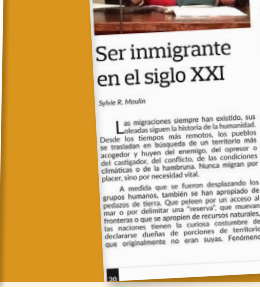 Ser inmigrante
en el siglo XXI
Sylvie R. Moulin
Las migraciones siempre han existido, sus
oleadas siguen la historia de la humanidad.
Desde los tiempos más remotos, los pueblos
se trasladan en búsqueda de un territorio más
acogedor y huyen del enemigo, del opresor o
del castigador, del conflicto, de las condiciones
climáticas o de la hambruna. Nunca migran por
placer, sino por necesidad vital.
A medida que se fueron desplazando los
grupos humanos, también se han apropiado de
pedazos de tierra. Que peleen por un acceso al
mar o por delimitar una "reserva", que muevan
fronteras o que se apropien de recursos naturales,
las naciones tienen la curiosa costumbre de
declararse dueñas de porciones de territorio
que originalmente no eran suyas. Fenómeno
20